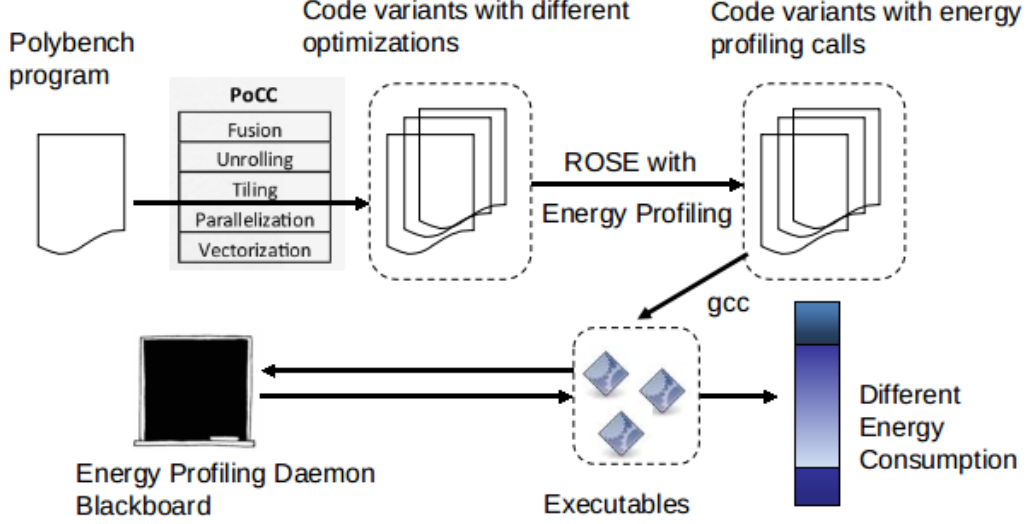 Polybench
program
Code variants with different
optimizations
Code variants with energy
profiling calls
PoCC
Fusion
Unrolling
Tiling
Parallelization
Vectorization
ROSE with
Energy Profiling
gcc
Energy Profiling Daemon
Blackboard
Executables
Different
Energy
Consumption